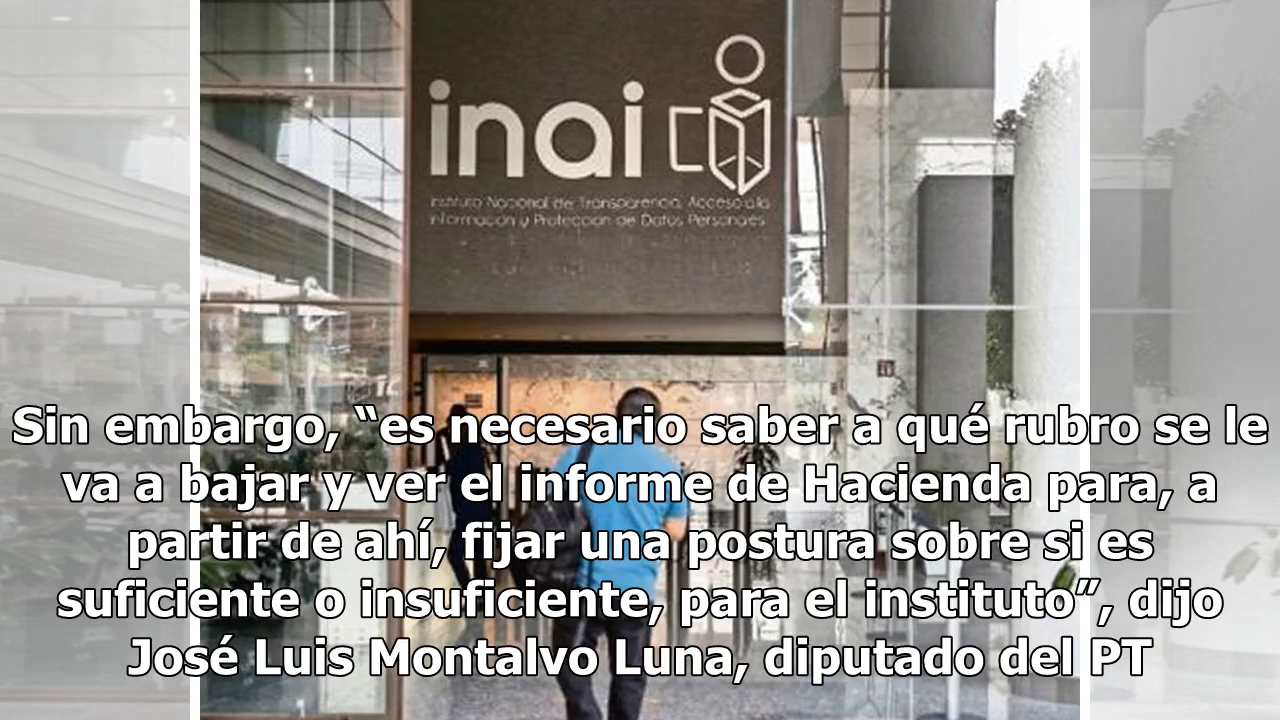 inai
Instituto Nacional de Transparencia, Acceso a la
Información y Protección de Datos Personales
Sin embargo, “es necesario saber a qué rubro se le
va a bajar y ver el informe de Hacienda para, a
partir de ahí, fijar una postura sobre si es
suficiente o insuficiente, para el instituto”, dijo
José Luis Montalvo Luna, diputado del PT